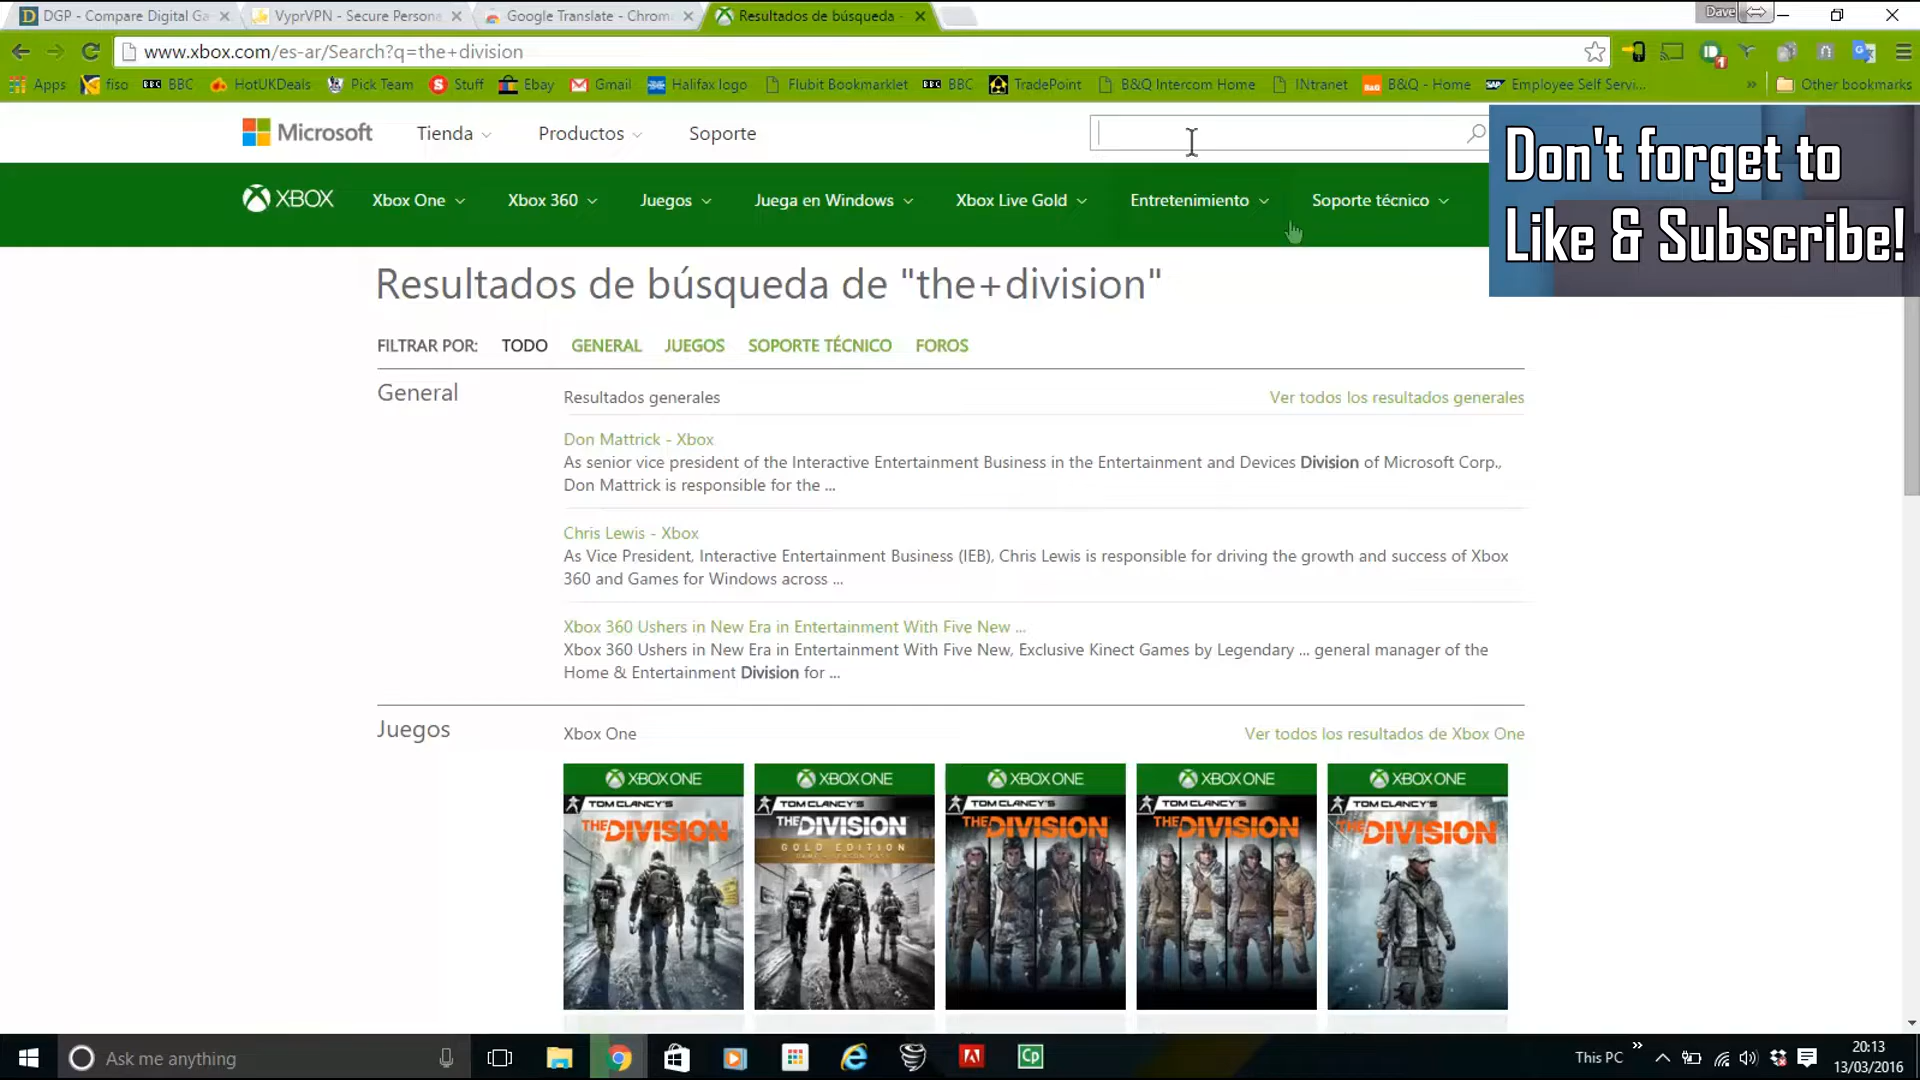 DGP - Compare Digital Ga
VyprVPN - Secure Persona
Google Translate - Chrom
Resultados de búsqueda -
Dave
www.xbox.com/es-ar/Search?q=the+division
1
Apps
fiso
BBC BBC
HotUKDeals
Pick Team
S Stuff
Ebay
Gmail
Halifax logo
Flubit Bookmarklet
BBC BBC
TradePoint
B&Q Intercom Home
INtranet
B&Q - Home
SAP Employee Self Servi...
»
Other bookmarks
Microsoft
Tienda
Productos
Soporte
Don't forget to
Like & Subscribe!
XBOX
Xbox One
Xbox 360
Juegos
Juega en Windows
Xbox Live Gold
Entretenimiento
Soporte técnico
Resultados de búsqueda de "the+division"
FILTRAR POR: TODO GENERAL JUEGOS SOPORTE TÉCNICO FOROS
General
Resultados generales
Ver todos los resultados generales
Don Mattrick - Xbox
As senior vice president of the Interactive Entertainment Business in the Entertainment and Devices Division of Microsoft Corp.,
Don Mattrick is responsible for the ...
Chris Lewis - Xbox
As Vice President, Interactive Entertainment Business (IEB), Chris Lewis is responsible for driving the growth and success of Xbox
360 and Games for Windows across ...
Xbox 360 Ushers in New Era in Entertainment With Five New ...
Xbox 360 Ushers in New Era in Entertainment With Five New, Exclusive Kinect Games by Legendary ... general manager of the
Home & Entertainment Division for ...
Juegos
Xbox One
Ver todos los resultados de Xbox One
XBOX ONE
TOM CLANCY'S
THE DIVISION
XBOX ONE
TOM CLANCY'S
THE DIVISION
GOLD EDITION
GAME + SEASON PASS
XBOX ONE
TOM CLANCY'S
THE DIVISION
XBOX ONE
TOM CLANCY'S
THE DIVISION
XBOX ONE
TOM CLANCY'S
THE DIVISION
Ask me anything
Cp
This PC
»
20:13
13/03/2016